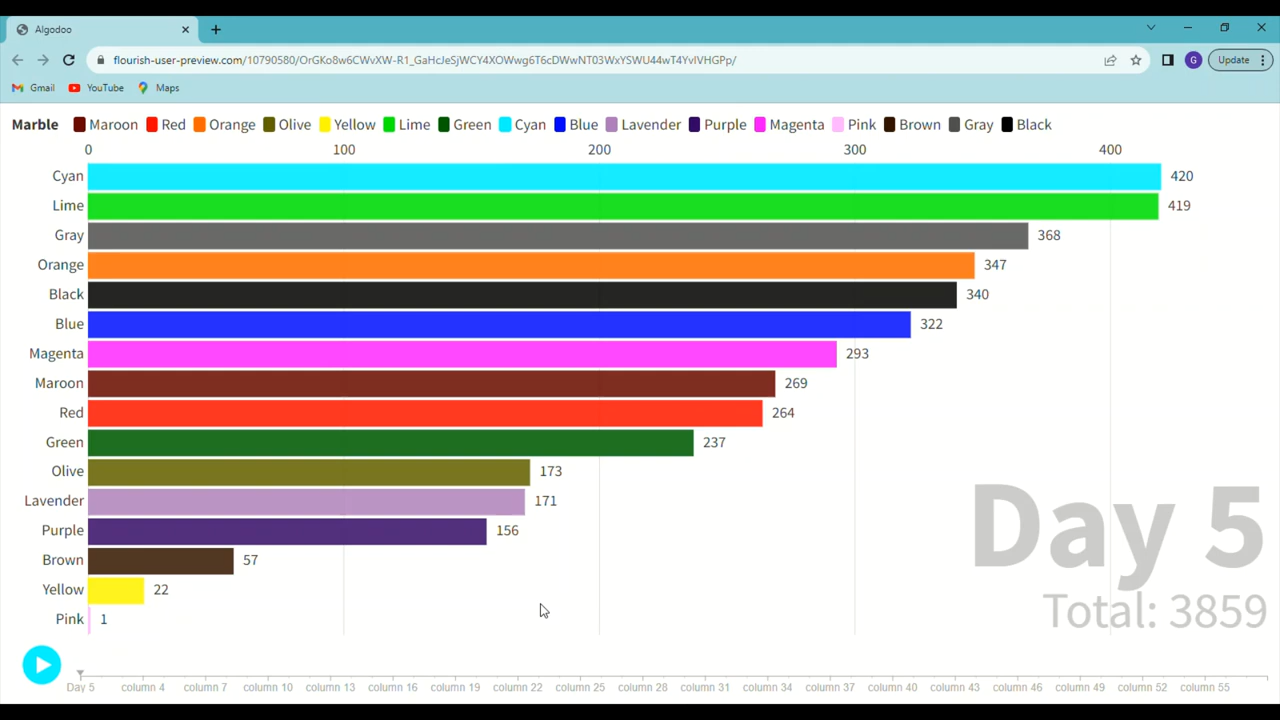 Algodoo
flourish-user-preview.com/10790580/OrGKo8w6CWvXW-R1_GaHcJeSjWCY4XOWwg6T6cDWwNT03WxYSWU44wT4YvIVHGPp/
G
Update
Gmail YouTube Maps
Marble Maroon Red Orange Olive Yellow Lime Green Cyan Blue Lavender Purple Magenta Pink Brown Gray Black
0 100 200 300 400
Cyan 420
Lime 419
Gray 368
Orange 347
Black 340
Blue 322
Magenta 293
Maroon 269
Red 264
Green 237
Olive 173
Lavender 171
Purple 156
Brown 57
Yellow 22
Pink 1
Day 5
Total: 3859
Day 5 column 4 column 7 column 10 column 13 column 16 column 19 column 22 column 25 column 28 column 31 column 34 column 37 column 40 column 43 column 46 column 49 column 52 column 55